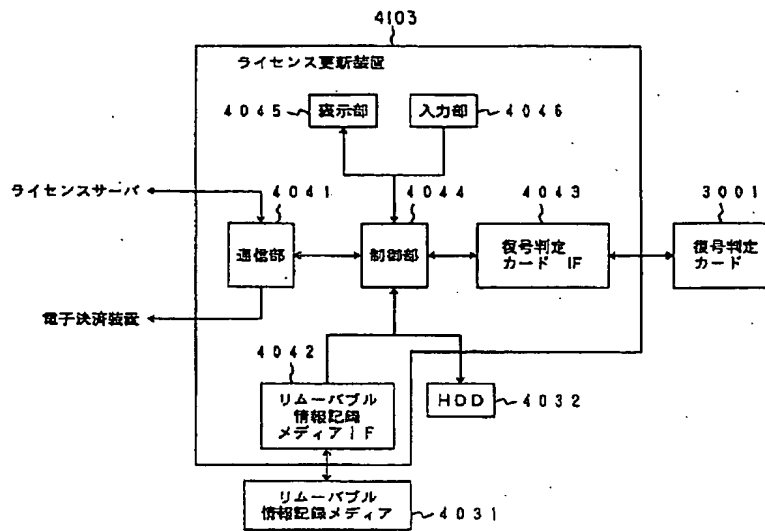 4103
ライセンス更新装置
4045
表示部
入力部
4046
ライセンスサーバ
4041
4044
4043
3001
通信部
制御部
復号判定
カード IF
復号判定
カード
電子決済装置
4042
リムーバブル
情報記録
メディアIF
HDD
4032
リムーバブル
情報記録メディア
4031